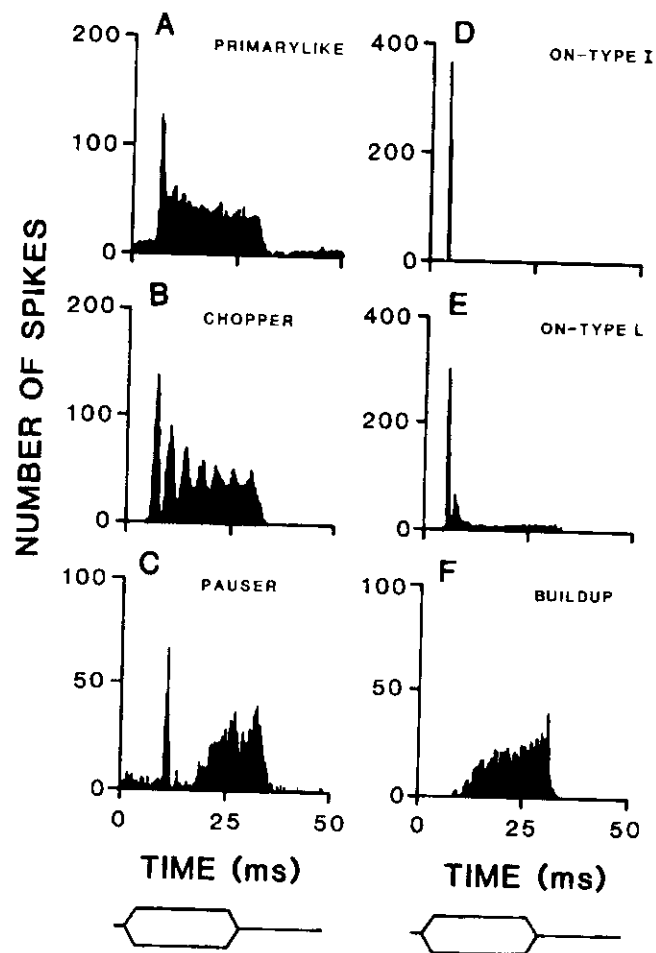 NUMBER OF SPIKES
A
PRIMARYLIKE
200
100
0
B
CHOPPER
200
100
0
C
PAUSER
100
50
0
0
25
50
TIME (ms)
D
ON-TYPE I
400
200
0
E
ON-TYPE L
400
200
0
F
BUILDUP
100
50
0
0
25
50
TIME (ms)